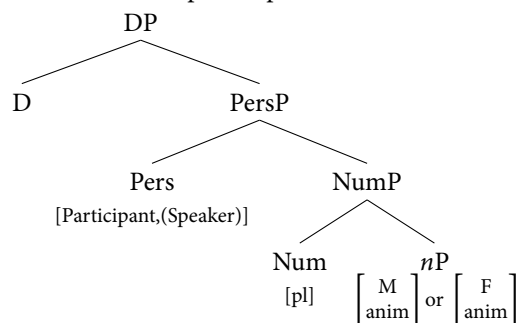 DP
D PersP
Pers NumP
[Participant,(Speaker)]
Num nP
[pl] [M anim] or [F anim]